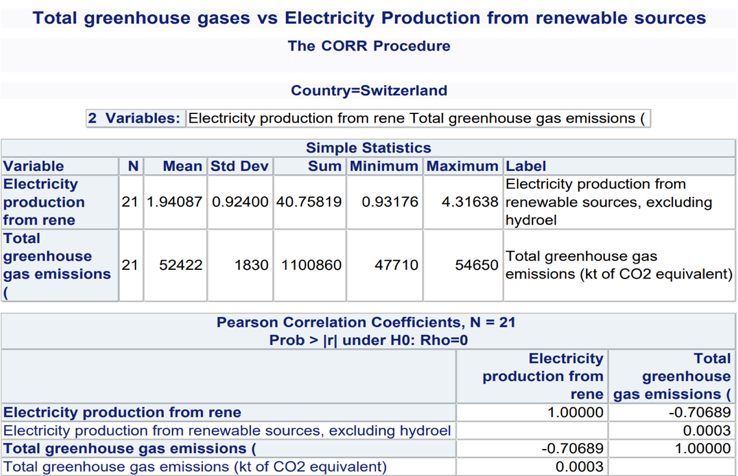 Total greenhouse gases vs Electricity Production from renewable sources
The CORR Procedure
Country=Switzerland
2 Variables: Electricity production from rene Total greenhouse gas emissions (
Simple Statistics
Variable N Mean Std Dev Sum Minimum Maximum Label
Electricity production from rene 21 1.94087 0.92400 40.75819 0.93176 4.31638 Electricity production from renewable sources, excluding hydroel
Total greenhouse gas emissions ( 21 52422 1830 1100860 47710 54650 Total greenhouse gas emissions (kt of CO2 equivalent)
Pearson Correlation Coefficients, N = 21
Prob > |r| under H0: Rho=0
Electricity production from rene Total greenhouse gas emissions (
Electricity production from rene 1.00000 -0.70689
Electricity production from renewable sources, excluding hydroel 0.0003
Total greenhouse gas emissions ( -0.70689 1.00000
Total greenhouse gas emissions (kt of CO2 equivalent) 0.0003